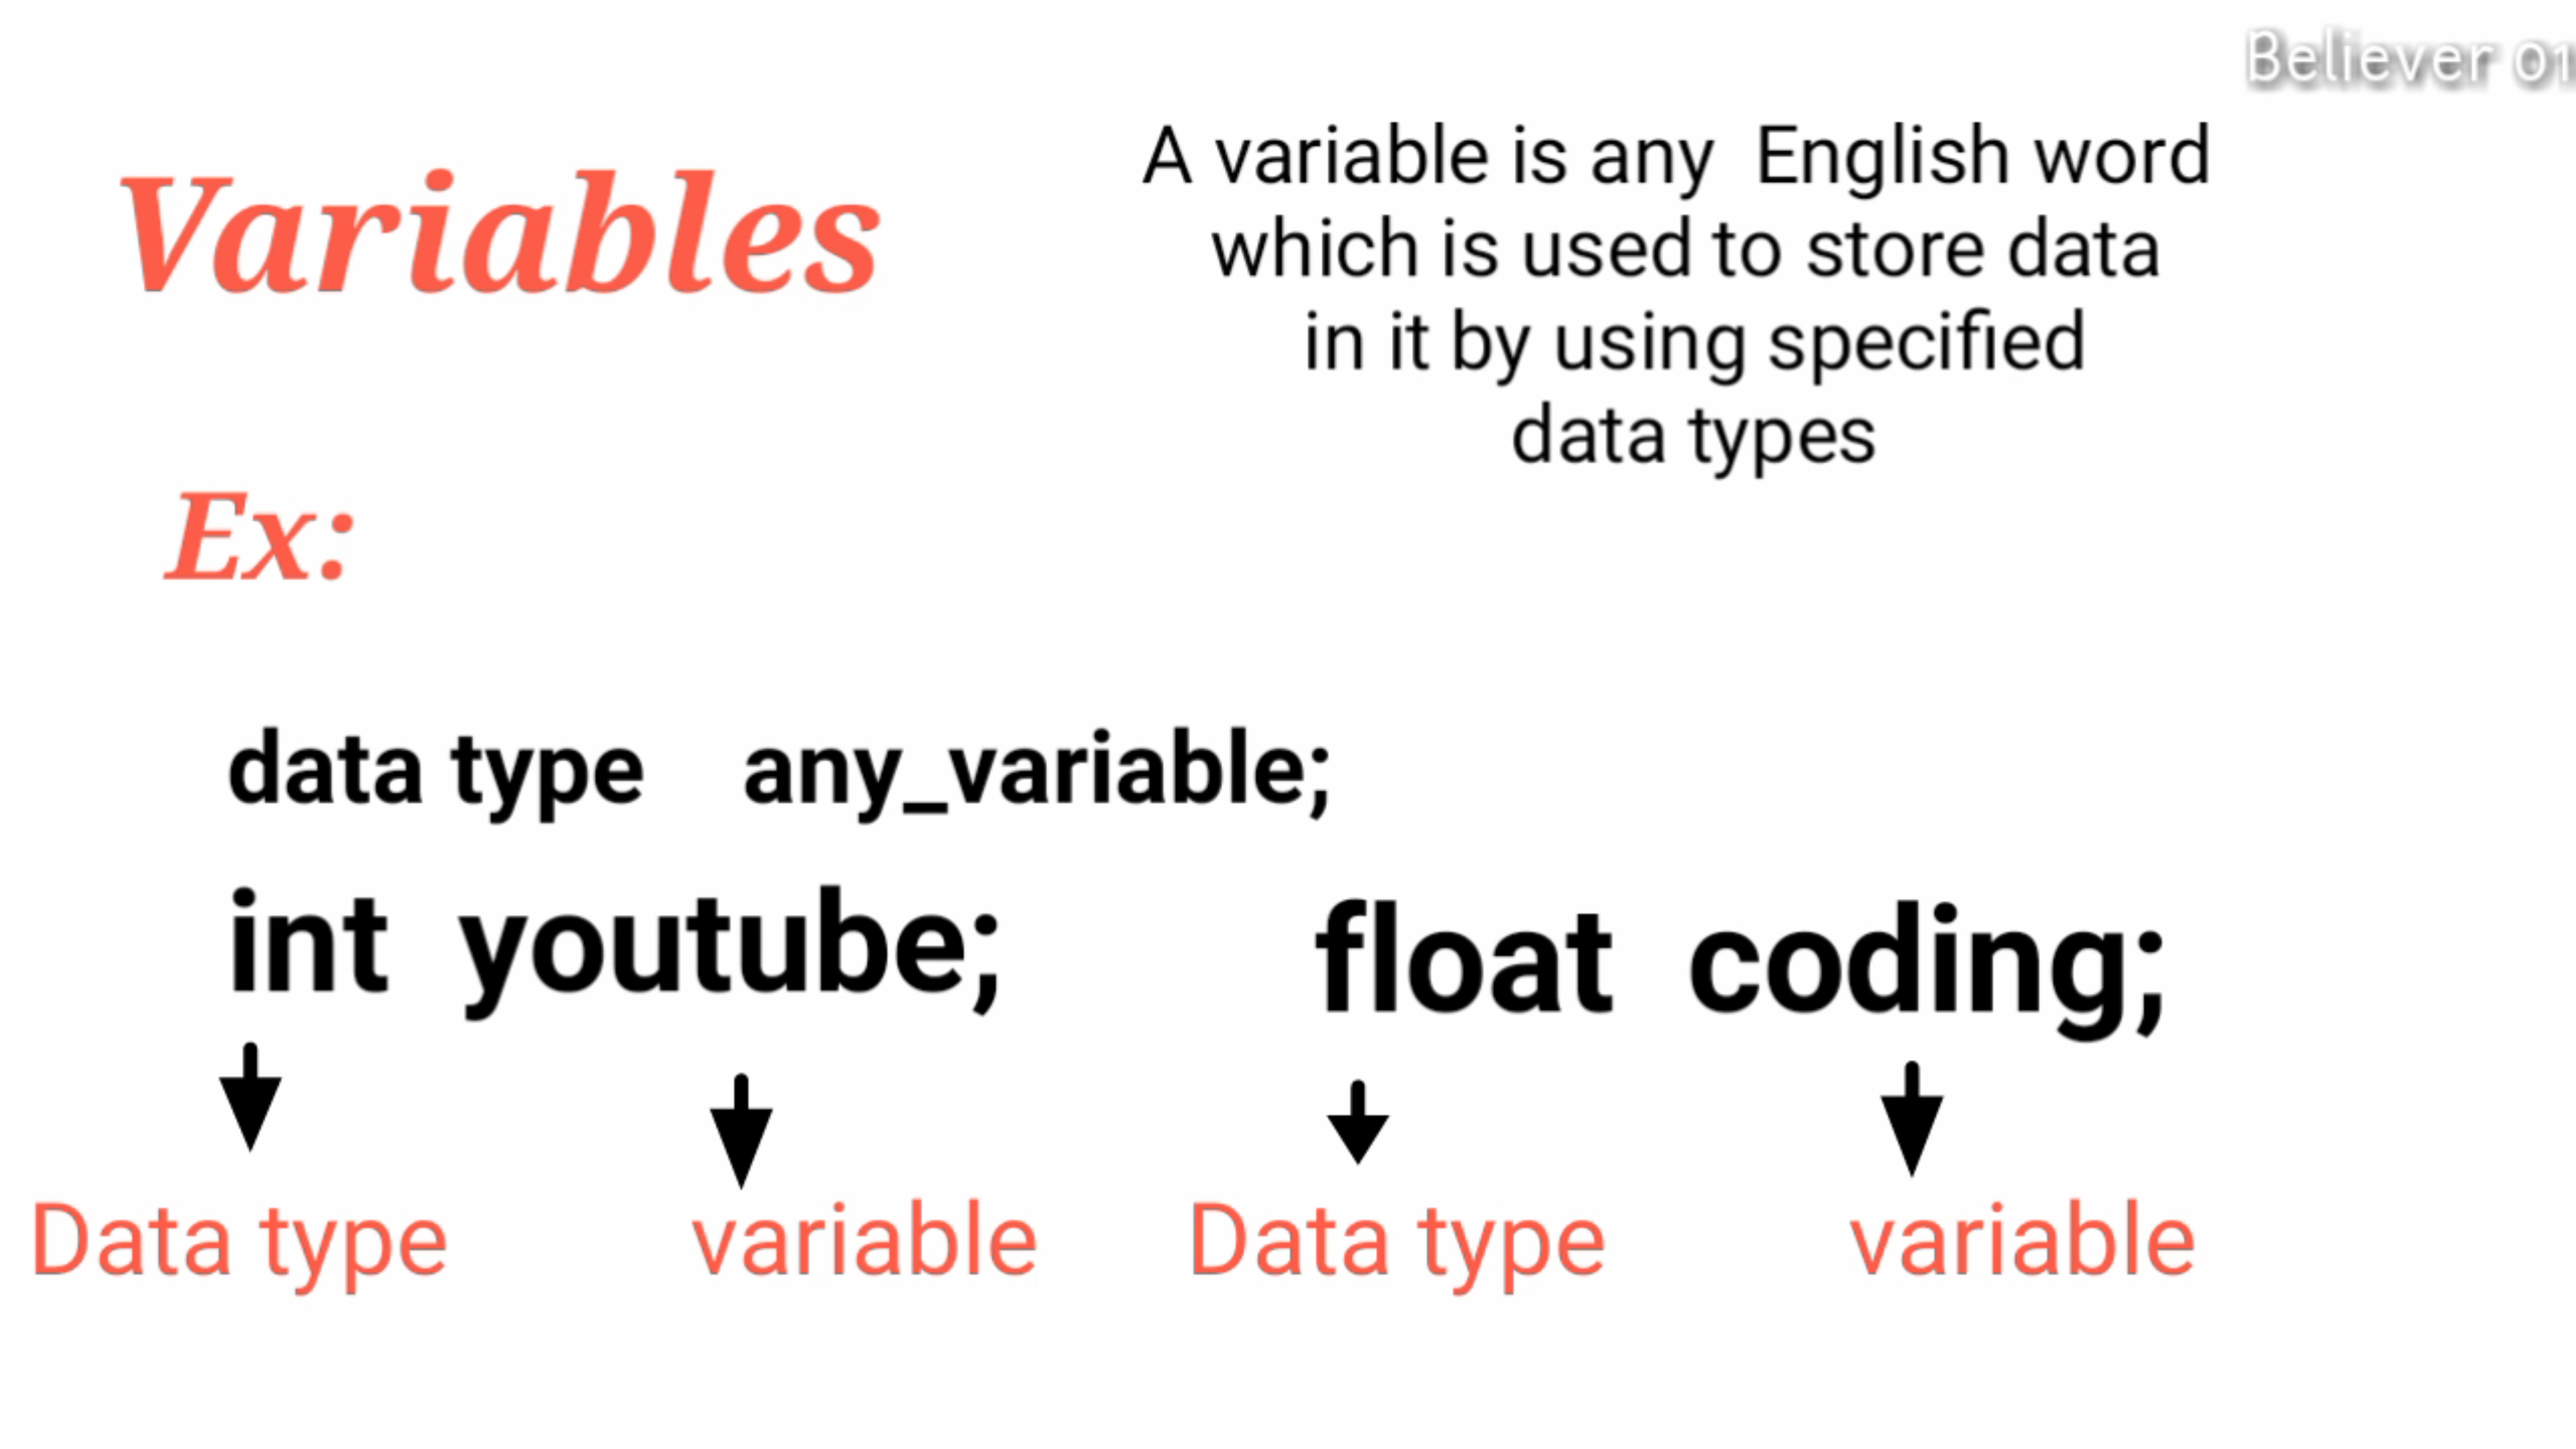 Believer 01
Variables
A variable is any English word
which is used to store data
in it by using specified
data types
Ex:
data type any_variable;
int youtube;
float coding;
Data type
variable
Data type
variable